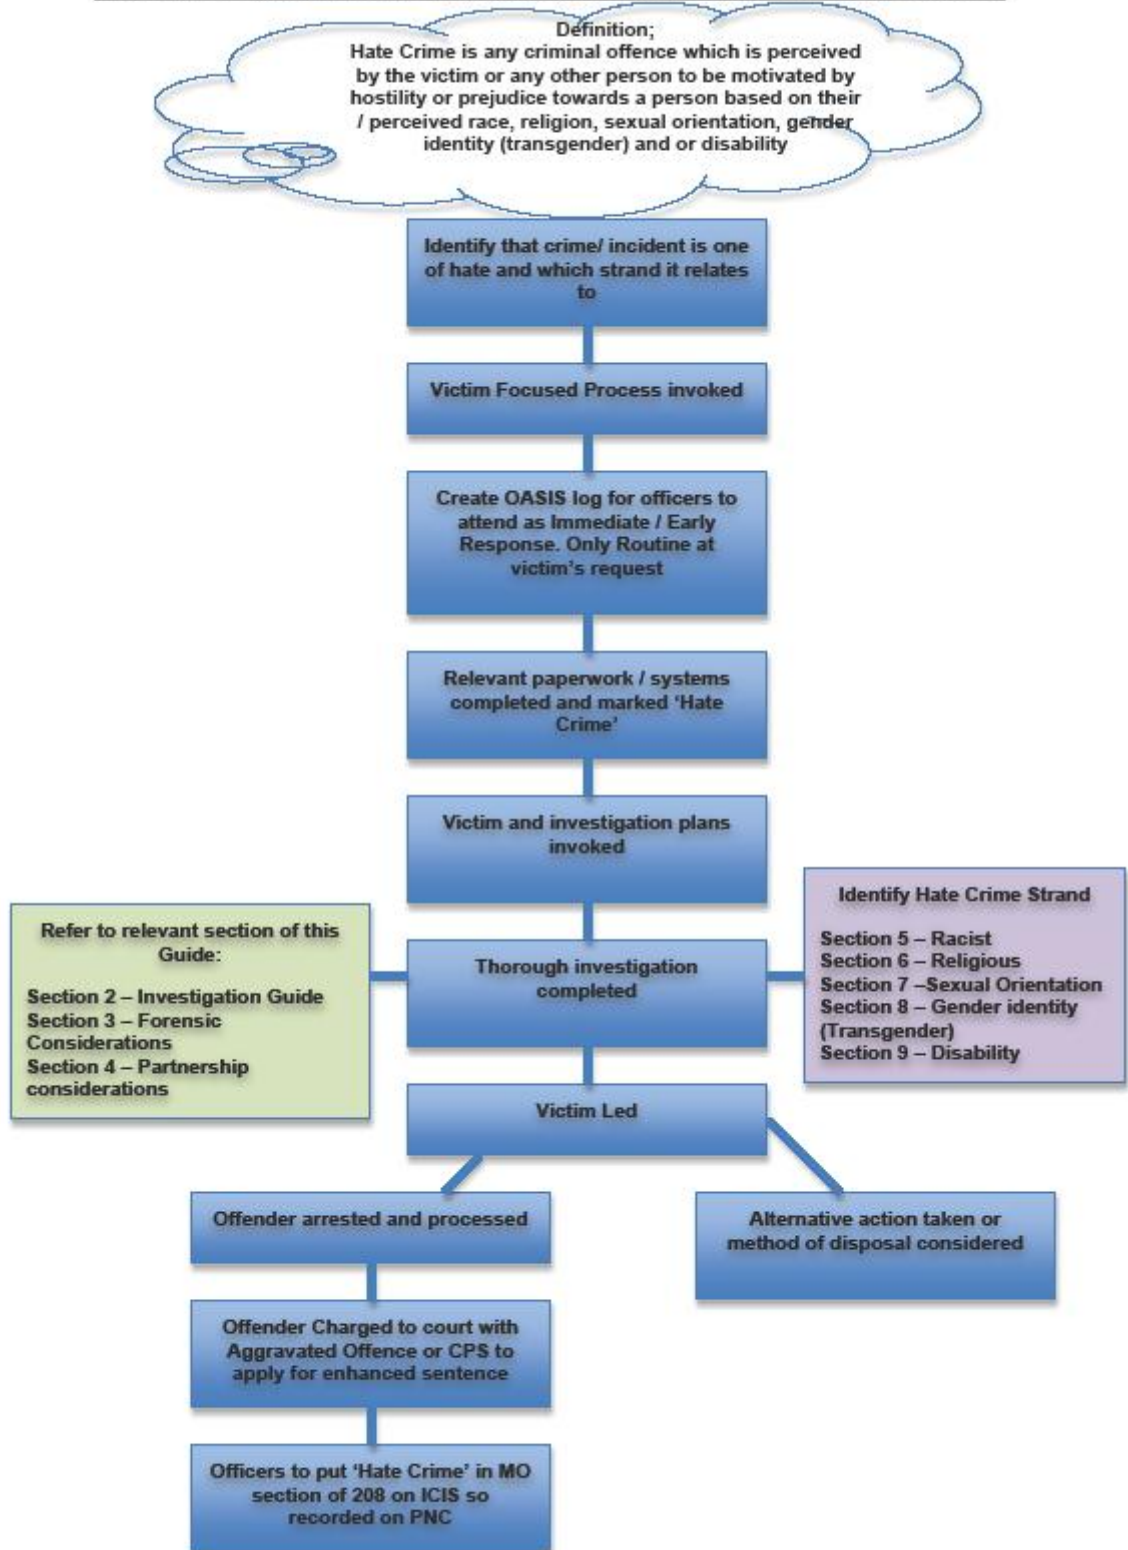 Definition;
Hate Crime is any criminal offence which is perceived
by the victim or any other person to be motivated by
hostility or prejudice towards a person based on their
/ perceived race, religion, sexual orientation, gender
identity (transgender) and or disability
Identify that crime/ incident is one
of hate and which strand it relates
to
Victim Focused Process invoked
Create OASIS log for officers to
attend as Immediate / Early
Response. Only Routine at
victim's request
Relevant paperwork / systems
completed and marked 'Hate
Crime'
Victim and investigation plans
invoked
Refer to relevant section of this
Guide:
Section 2 – Investigation Guide
Section 3 – Forensic
Considerations
Section 4 – Partnership
considerations
Thorough investigation
completed
Identify Hate Crime Strand
Section 5 – Racist
Section 6 – Religious
Section 7 –Sexual Orientation
Section 8 – Gender identity
(Transgender)
Section 9 – Disability
Victim Led
Offender arrested and processed
Alternative action taken or
method of disposal considered
Offender Charged to court with
Aggravated Offence or CPS to
apply for enhanced sentence
Officers to put 'Hate Crime' in MO
section of 208 on ICIS so
recorded on PNC